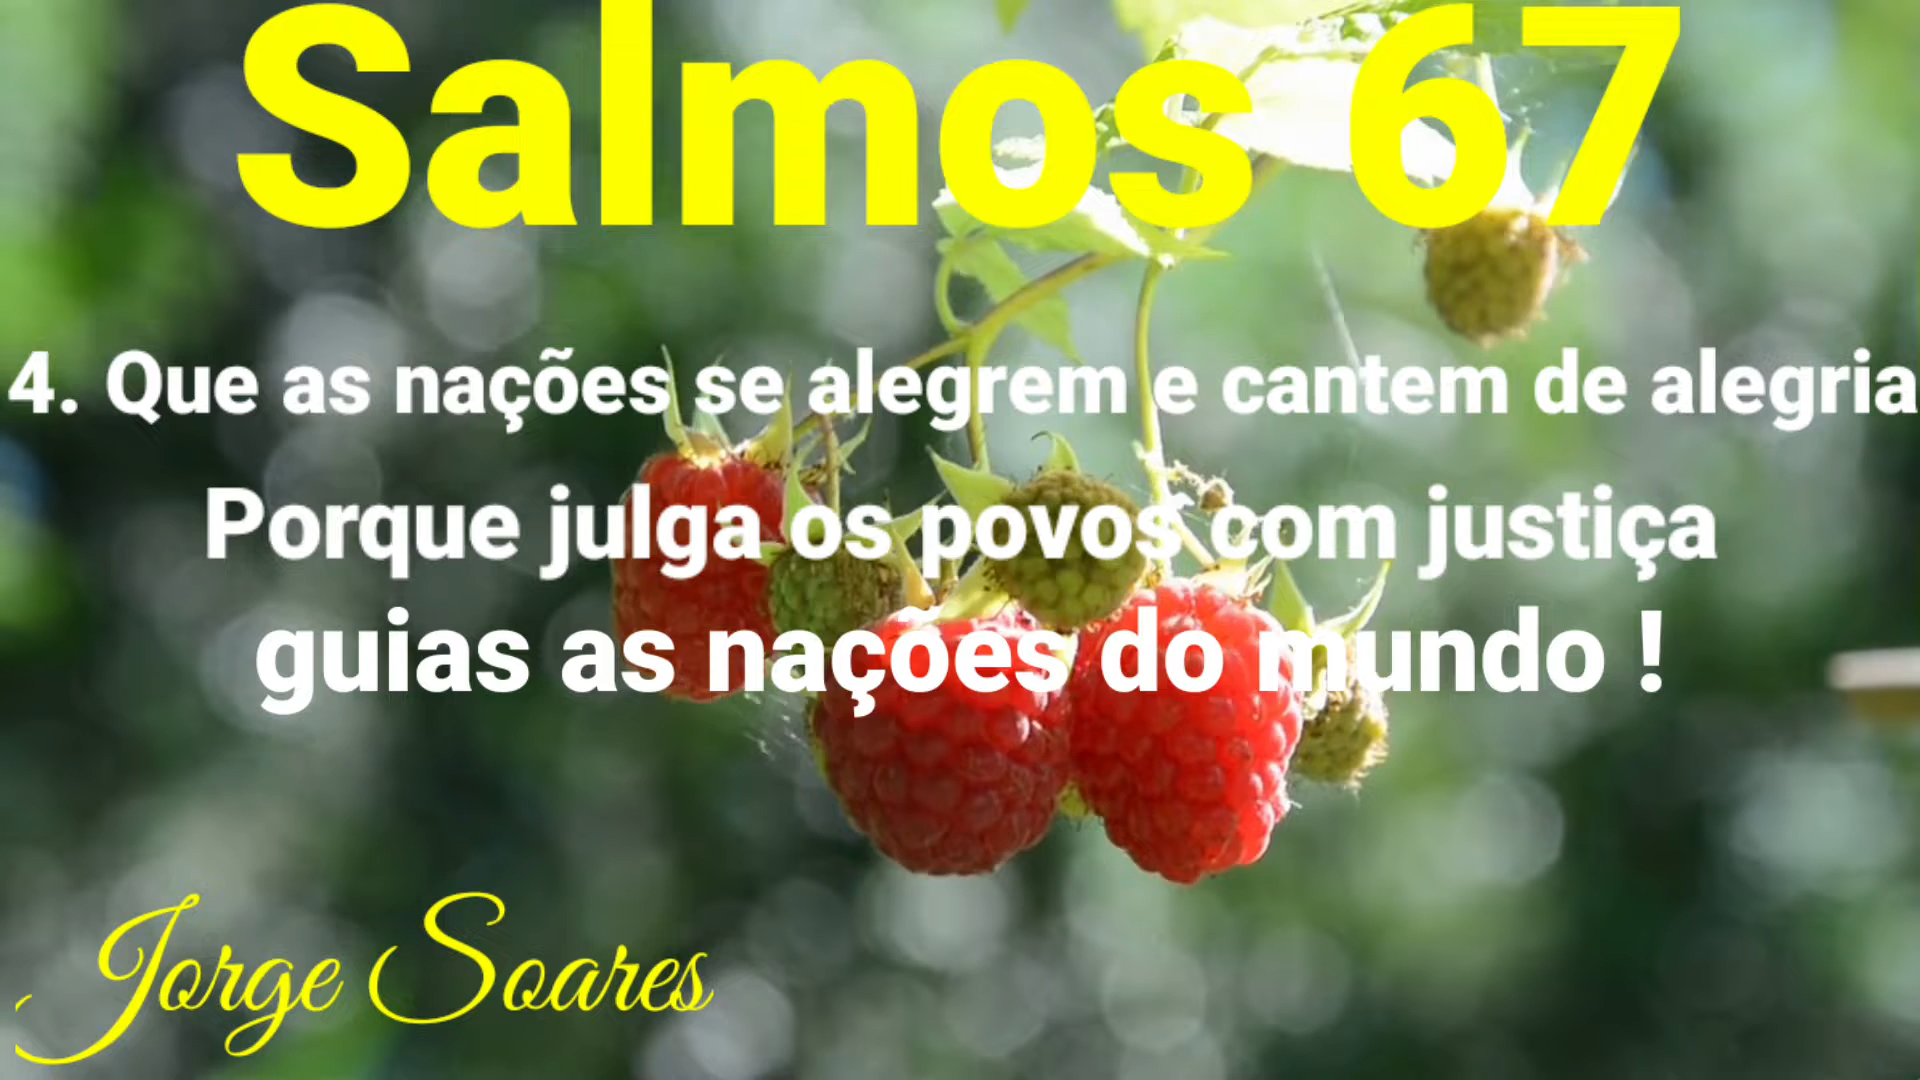 Salmos 67
4. Que as nações se alegrem e cantem de alegria
Porque julga os povos com justiça
guias as nações do mundo !
Jorge Soares